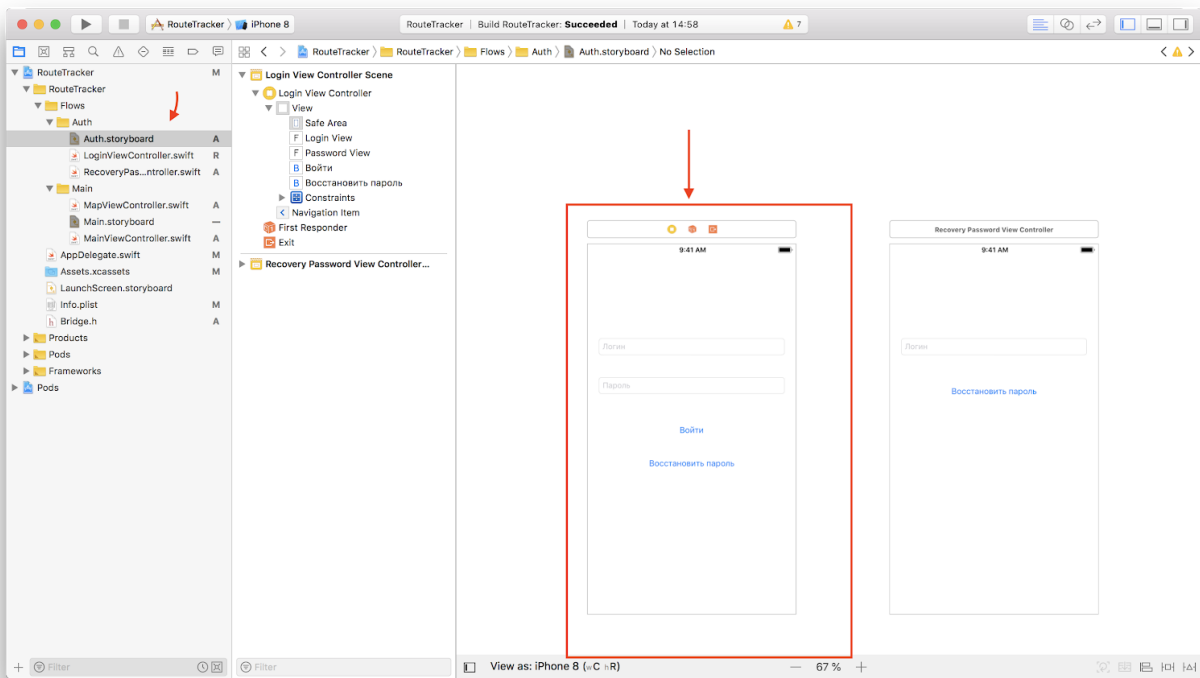 RouteTracker iPhone 8
RouteTracker | Build RouteTracker: Succeeded | Today at 14:58
7
RouteTracker RouteTracker Flows Auth Auth.storyboard No Selection
RouteTracker M
RouteTracker
Flows
Auth
Auth.storyboard A
LoginViewController.swift R
RecoveryPas...ntroller.swift A
Main
MapViewController.swift A
Main.storyboard —
MainViewController.swift A
AppDelegate.swift M
Assets.xcassets M
LaunchScreen.storyboard
Info.plist M
Bridge.h A
Products
Pods
Frameworks
Pods
Filter
Login View Controller Scene
Login View Controller
View
Safe Area
F Login View
F Password View
B Войти
B Восстановить пароль
Constraints
Navigation Item
First Responder
Exit
Recovery Password View Controller...
Filter
9:41 AM
Логин
Пароль
Войти
Восстановить пароль
Recovery Password View Controller
9:41 AM
Логин
Восстановить пароль
View as: iPhone 8 (wC hR)
67 %